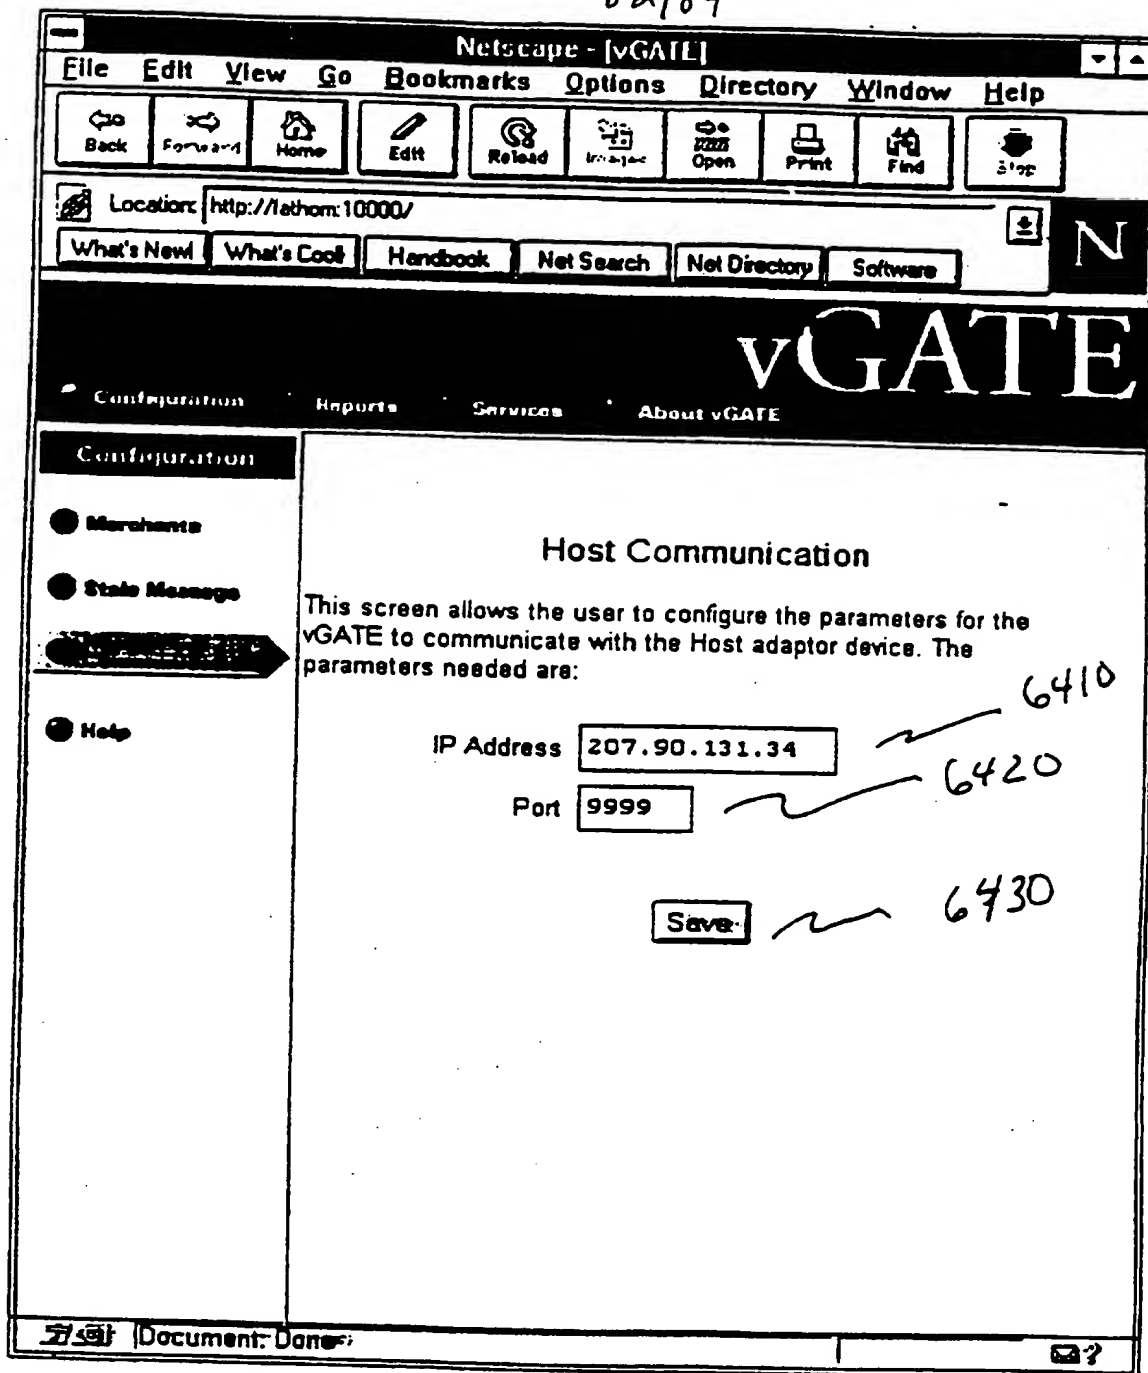 Netscape - [vGATE]
File Edit View Go Bookmarks Options Directory Window Help
Back Forward Home Edit Reload Images Open Print Find Stop
Location: http://lathom:10000/
What's New! What's Cool! Handbook Net Search Net Directory Software
N
vGATE
Configuration Reports Services About vGATE
Configuration
Merchants
Stale Message
Help
Host Communication
This screen allows the user to configure the parameters for the
vGATE to communicate with the Host adaptor device. The
parameters needed are:
6410
IP Address 207.90.131.34
6420
Port 9999
6430
Save
Document: Done
?